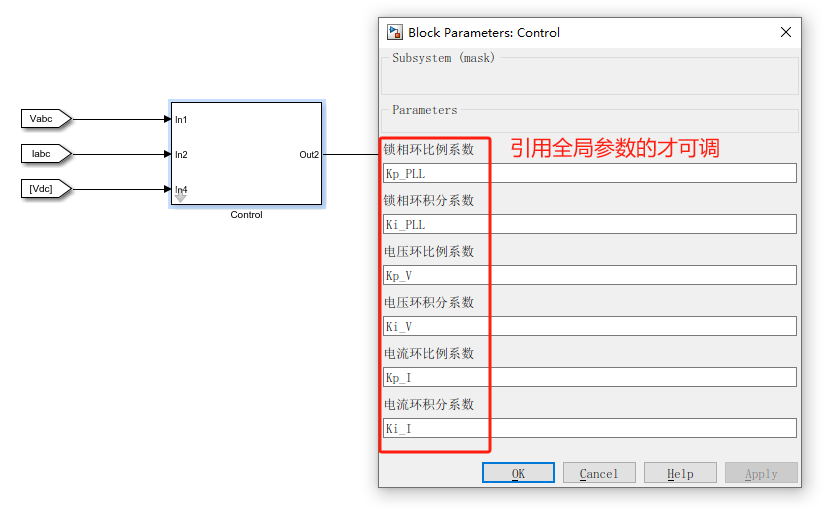 Block Parameters: Control
Subsystem (mask)
Parameters
引用全局参数的才可调
锁相环比例系数
Kp_PLL
锁相环积分系数
Ki_PLL
电压环比例系数
Kp_V
电压环积分系数
Ki_V
电流环比例系数
Kp_I
电流环积分系数
Ki_I
OK
Cancel
Help
Apply
Vabc
Iabc
[Vdc]
In1
In2
In4
Out2
Control